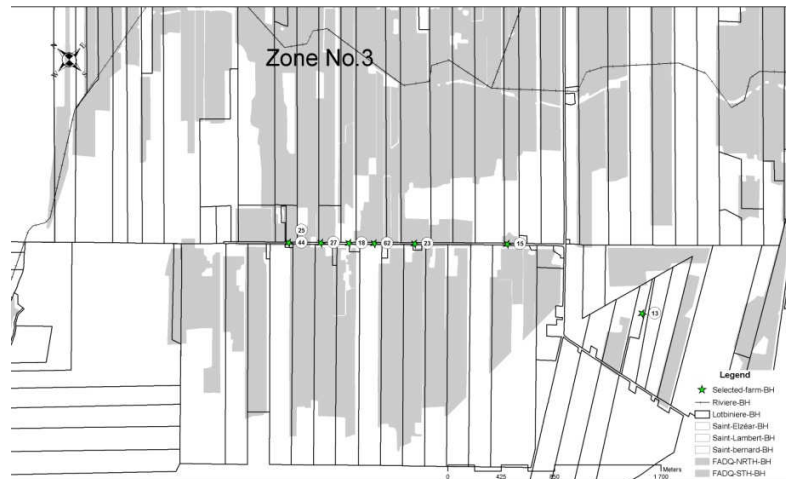 Zone No.3
N
E
W
S
25
44
27
18
62
23
15
13
Legend
Selected-farm-BH
Riviere-BH
Lotbiniere-BH
Saint-Elzéar-BH
Saint-Lambert-BH
Saint-bernard-BH
FADQ-NRTH-BH
FADQ-STH-BH
Meters
0 425 850 1 700